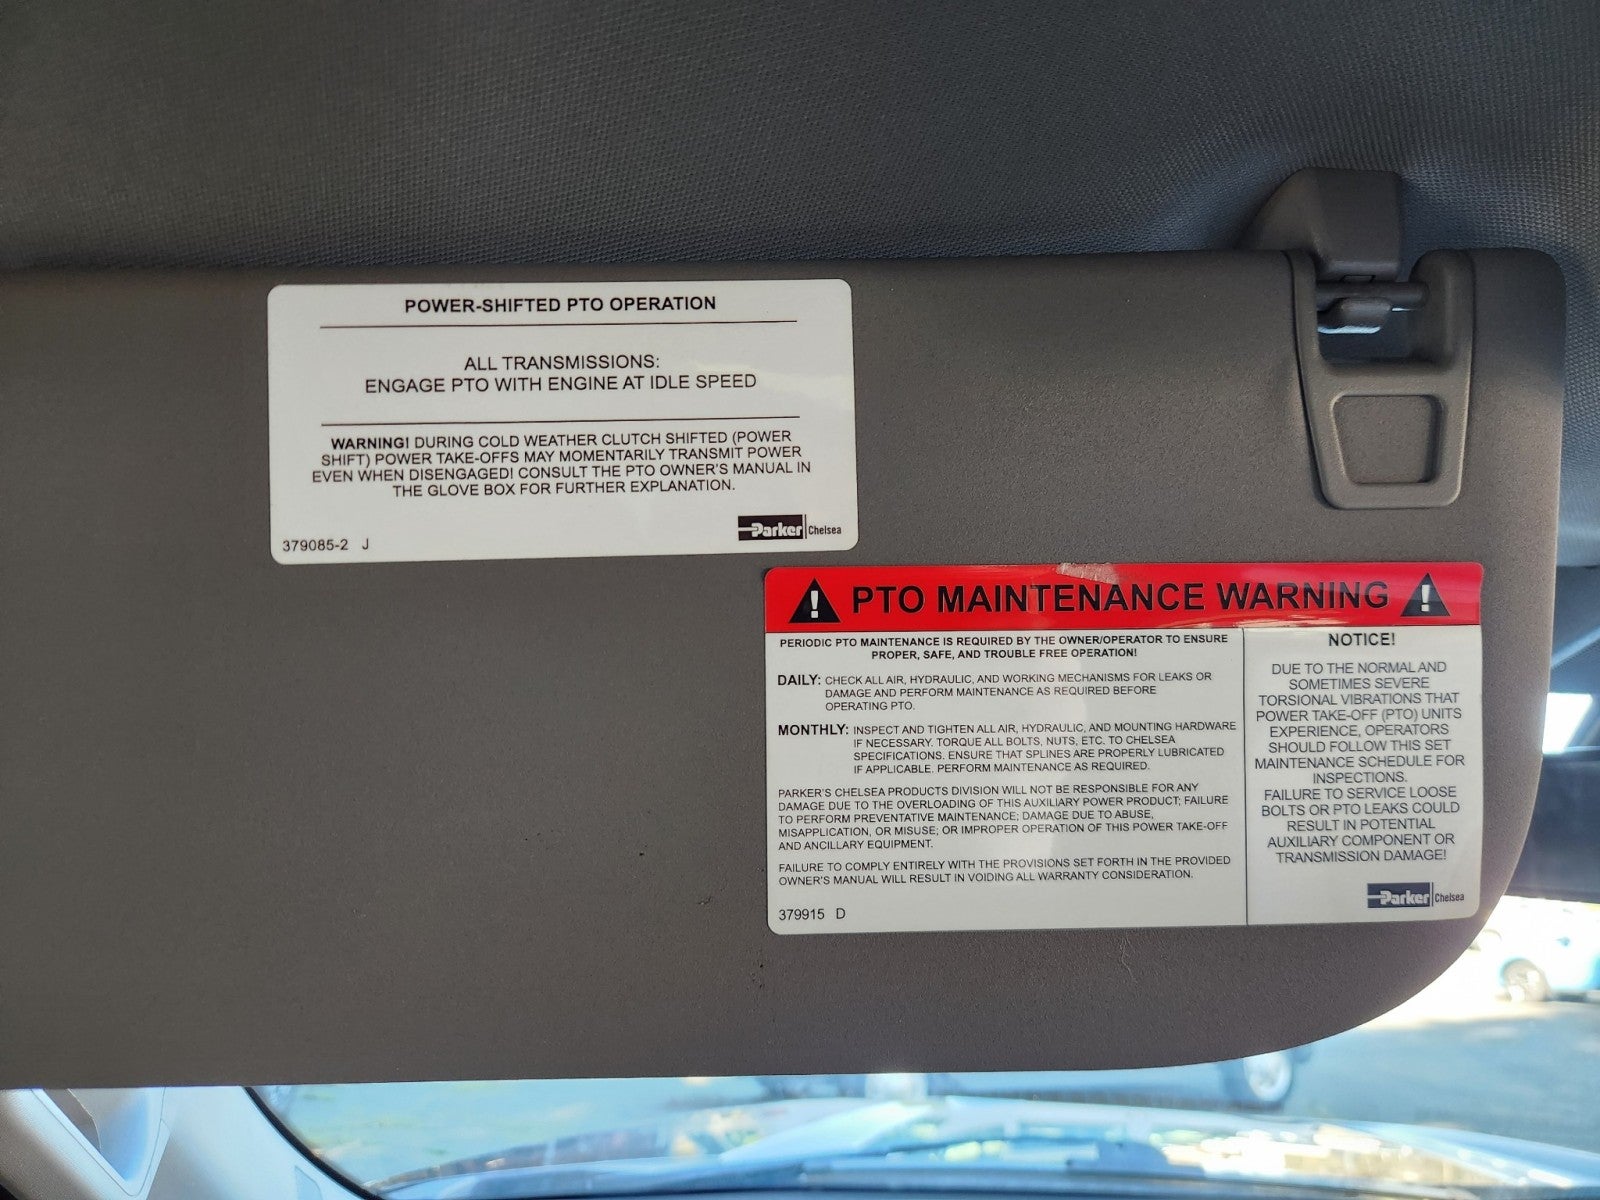 POWER-SHIFTED PTO OPERATION
ALL TRANSMISSIONS:
ENGAGE PTO WITH ENGINE AT IDLE SPEED
WARNING! DURING COLD WEATHER CLUTCH SHIFTED (POWER
SHIFT) POWER TAKE-OFFS MAY MOMENTARILY TRANSMIT POWER
EVEN WHEN DISENGAGED! CONSULT THE PTO OWNER'S MANUAL IN
THE GLOVE BOX FOR FURTHER EXPLANATION.
Parker Chelsea
379085-2 J
! PTO MAINTENANCE WARNING !
PERIODIC PTO MAINTENANCE IS REQUIRED BY THE OWNER/OPERATOR TO ENSURE
PROPER, SAFE, AND TROUBLE FREE OPERATION!
DAILY: CHECK ALL AIR, HYDRAULIC, AND WORKING MECHANISMS FOR LEAKS OR
DAMAGE AND PERFORM MAINTENANCE AS REQUIRED BEFORE
OPERATING PTO.
MONTHLY: INSPECT AND TIGHTEN ALL AIR, HYDRAULIC, AND MOUNTING HARDWARE
IF NECESSARY. TORQUE ALL BOLTS, NUTS, ETC. TO CHELSEA
SPECIFICATIONS. ENSURE THAT SPLINES ARE PROPERLY LUBRICATED
IF APPLICABLE. PERFORM MAINTENANCE AS REQUIRED.
PARKER'S CHELSEA PRODUCTS DIVISION WILL NOT BE RESPONSIBLE FOR ANY
DAMAGE DUE TO THE OVERLOADING OF THIS AUXILIARY POWER PRODUCT; FAILURE
TO PERFORM PREVENTATIVE MAINTENANCE; DAMAGE DUE TO ABUSE,
MISAPPLICATION, OR MISUSE; OR IMPROPER OPERATION OF THIS POWER TAKE-OFF
AND ANCILLARY EQUIPMENT.
FAILURE TO COMPLY ENTIRELY WITH THE PROVISIONS SET FORTH IN THE PROVIDED
OWNER'S MANUAL WILL RESULT IN VOIDING ALL WARRANTY CONSIDERATION.
379915 D
NOTICE!
DUE TO THE NORMAL AND
SOMETIMES SEVERE
TORSIONAL VIBRATIONS THAT
POWER TAKE-OFF (PTO) UNITS
EXPERIENCE, OPERATORS
SHOULD FOLLOW THIS SET
MAINTENANCE SCHEDULE FOR
INSPECTIONS.
FAILURE TO SERVICE LOOSE
BOLTS OR PTO LEAKS COULD
RESULT IN POTENTIAL
AUXILIARY COMPONENT OR
TRANSMISSION DAMAGE!
Parker Chelsea